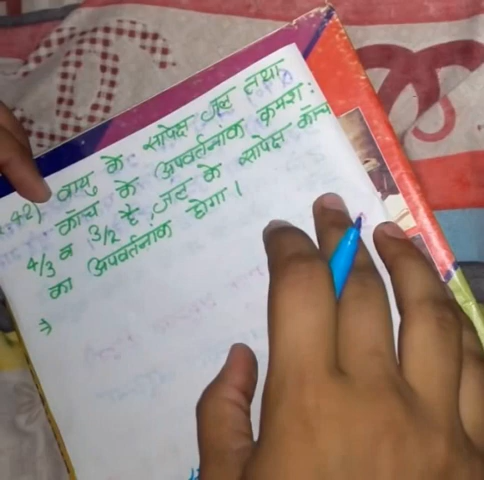 42) वायु के सापेक्ष जल तथा
काँच के अपवर्तनांक क्रमश:
4/3 व 3/2 है, जल के सापेक्ष काँच
का अपवर्तनांक होगा।
⇒